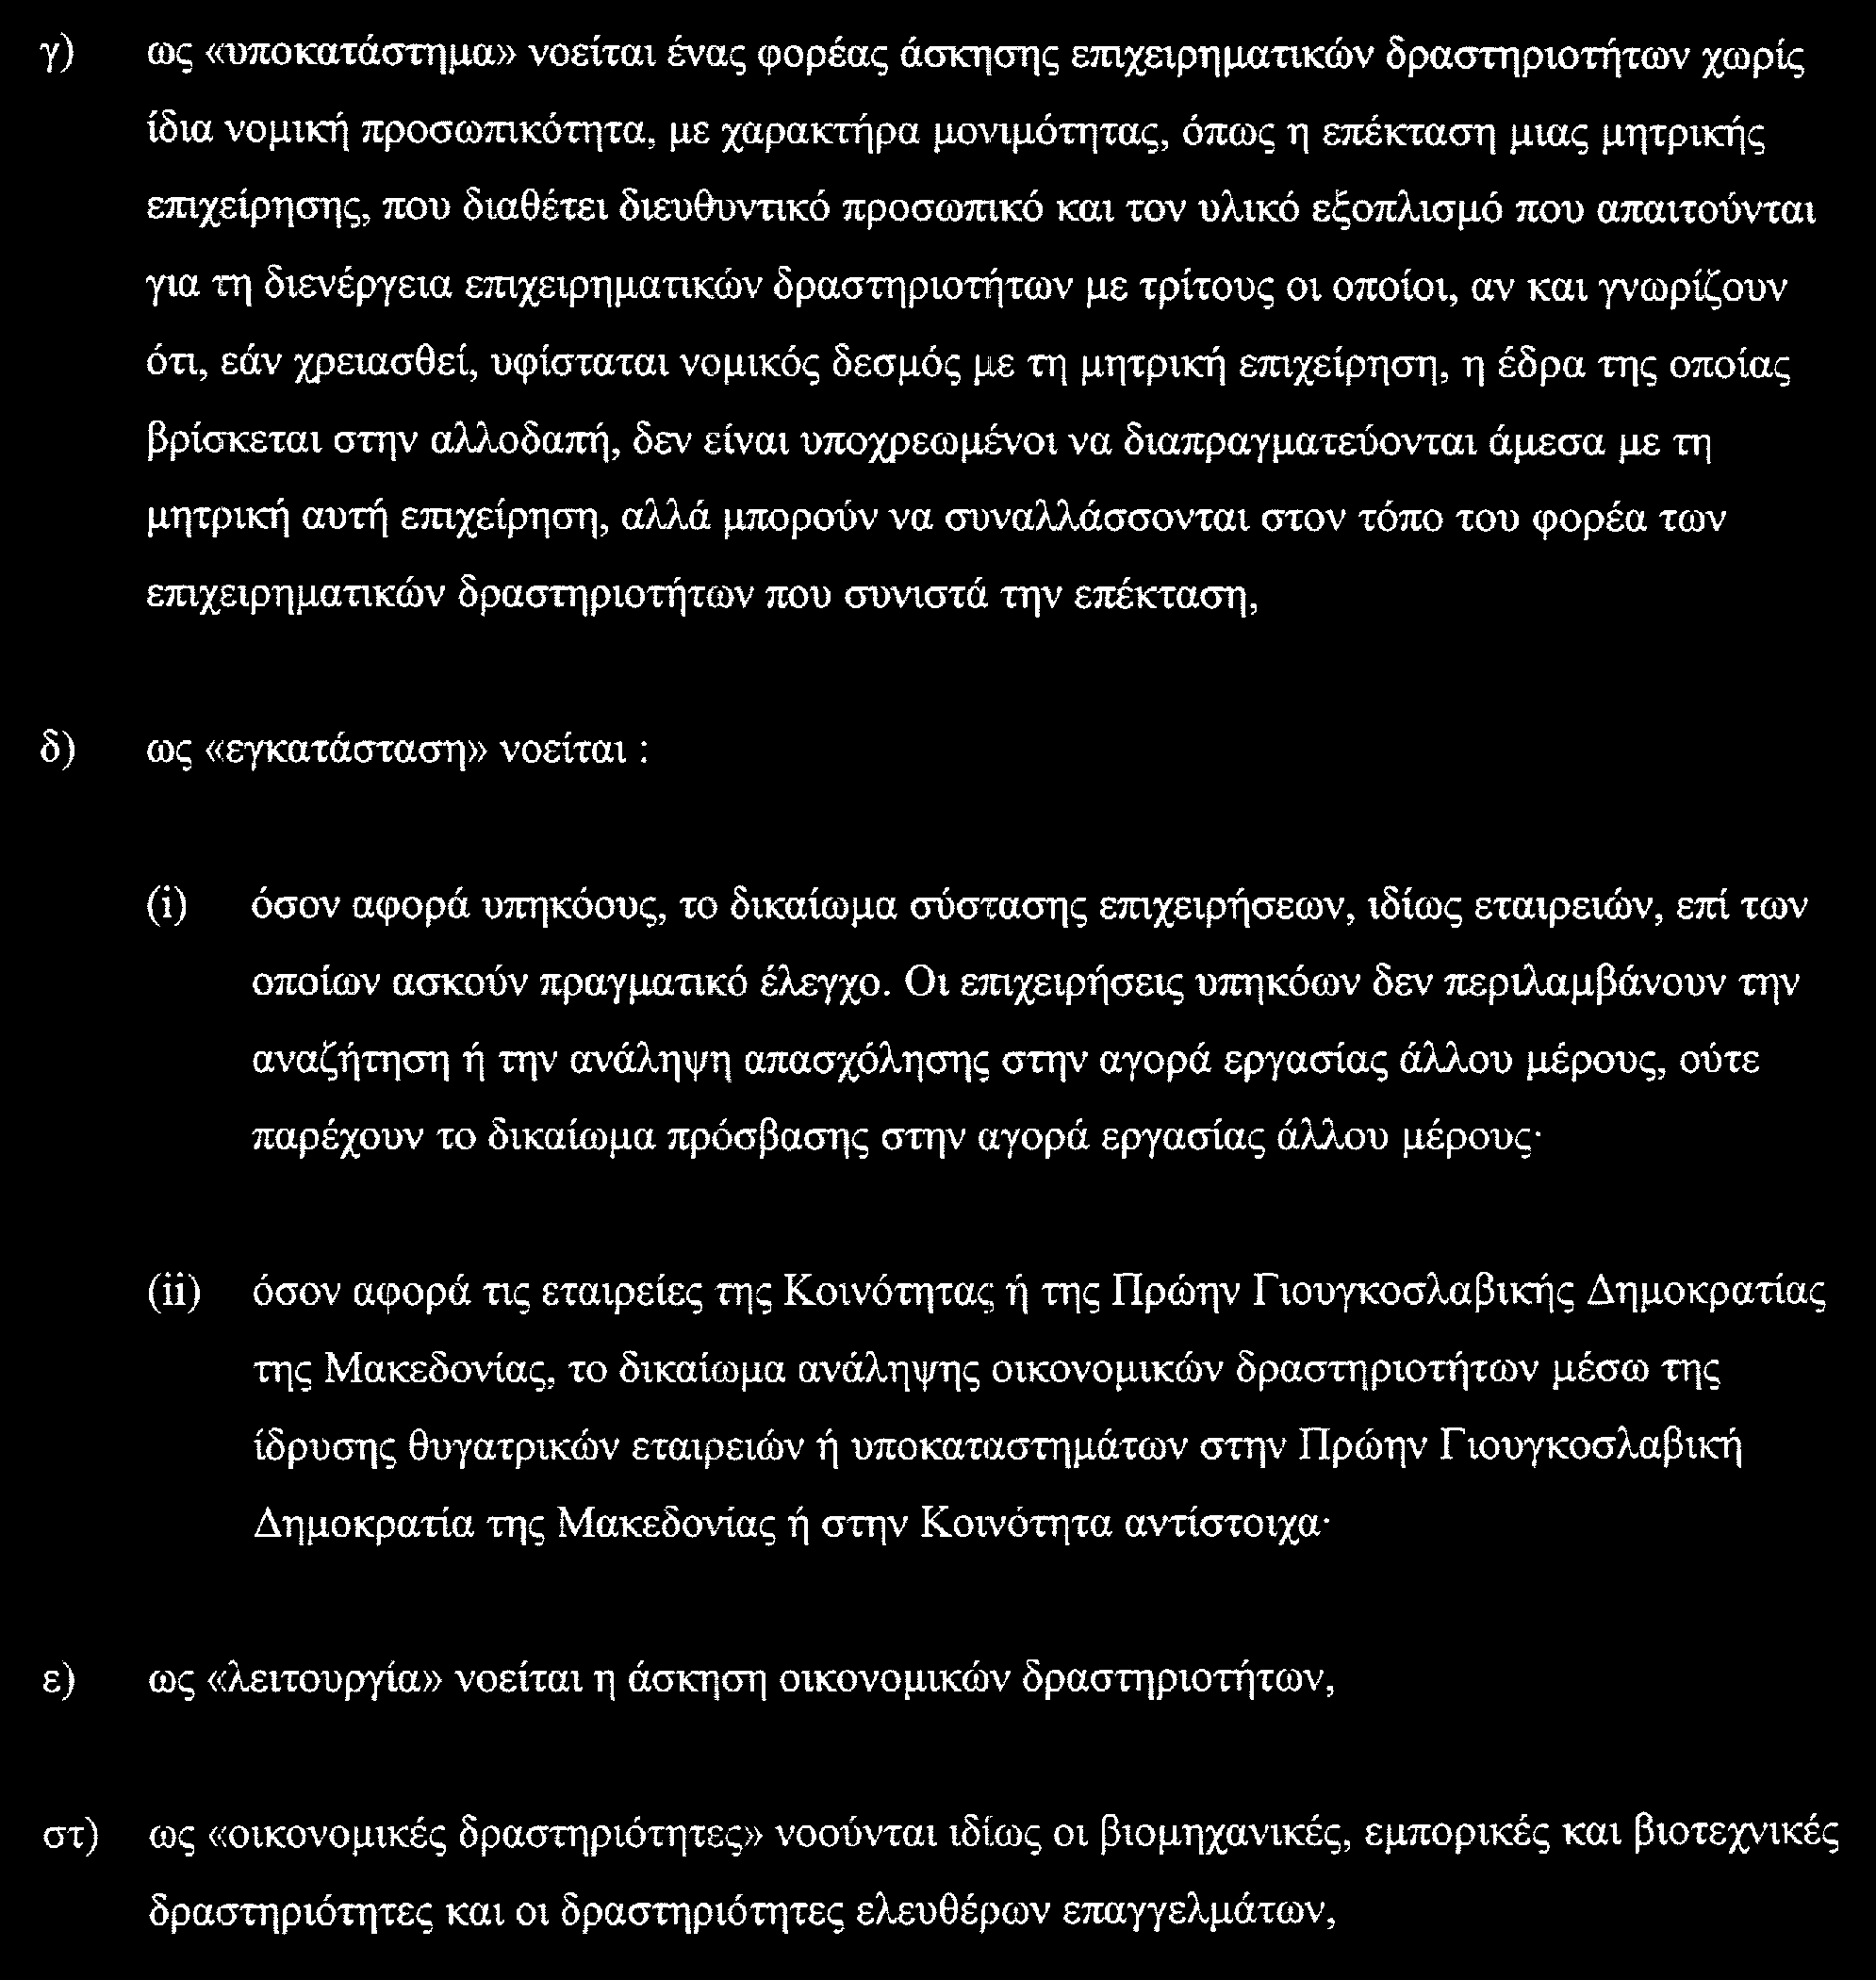 γ) ως «υποκατάστημα» νοείται ένας φορέας άσκησης επιχειρηματικών δραστηριοτήτων χωρίς
ίδια νομική προσωπικότητα, με χαρακτήρα μονιμότητας, όπως η επέκταση μιας μητρικής
επιχείρησης, που διαθέτει διευθυντικό προσωπικό και τον υλικό εξοπλισμό που απαιτούνται
για τη διενέργεια επιχειρηματικών δραστηριοτήτων με τρίτους οι οποίοι, αν και γνωρίζουν
ότι, εάν χρειασθεί, υφίσταται νομικός δεσμός με τη μητρική επιχείρηση, η έδρα της οποίας
βρίσκεται στην αλλοδαπή, δεν είναι υποχρεωμένοι να διαπραγματεύονται άμεσα με τη
μητρική αυτή επιχείρηση, αλλά μπορούν να συναλλάσσονται στον τόπο του φορέα των
επιχειρηματικών δραστηριοτήτων που συνιστά την επέκταση,
δ) ως «εγκατάσταση» νοείται :
(i) όσον αφορά υπηκόους, το δικαίωμα σύστασης επιχειρήσεων, ιδίως εταιρειών, επί των
οποίων ασκούν πραγματικό έλεγχο. Οι επιχειρήσεις υπηκόων δεν περιλαμβάνουν την
αναζήτηση ή την ανάληψη απασχόλησης στην αγορά εργασίας άλλου μέρους, ούτε
παρέχουν το δικαίωμα πρόσβασης στην αγορά εργασίας άλλου μέρους·
(ii) όσον αφορά τις εταιρείες της Κοινότητας ή της Πρώην Γιουγκοσλαβικής Δημοκρατίας
της Μακεδονίας, το δικαίωμα ανάληψης οικονομικών δραστηριοτήτων μέσω της
ίδρυσης θυγατρικών εταιρειών ή υποκαταστημάτων στην Πρώην Γιουγκοσλαβική
Δημοκρατία της Μακεδονίας ή στην Κοινότητα αντίστοιχα·
ε) ως «λειτουργία» νοείται η άσκηση οικονομικών δραστηριοτήτων,
στ) ως «οικονομικές δραστηριότητες» νοούνται ιδίως οι βιομηχανικές, εμπορικές και βιοτεχνικές
δραστηριότητες και οι δραστηριότητες ελευθέρων επαγγελμάτων,